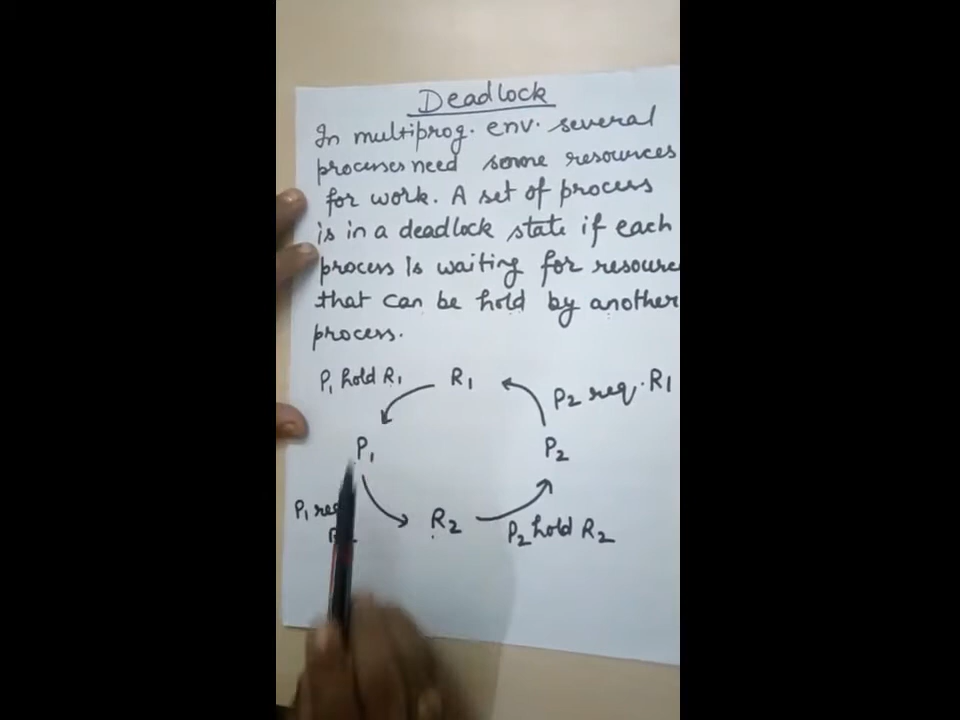 Deadlock
In multiprog. env. several
processes need some resources
for work. A set of process
is in a deadlock state if each
process is waiting for resource
that can be hold by another
process.
P1 hold R1
R1
P2 req. R1
P1
P2
P1 req
R2
P2 hold R2